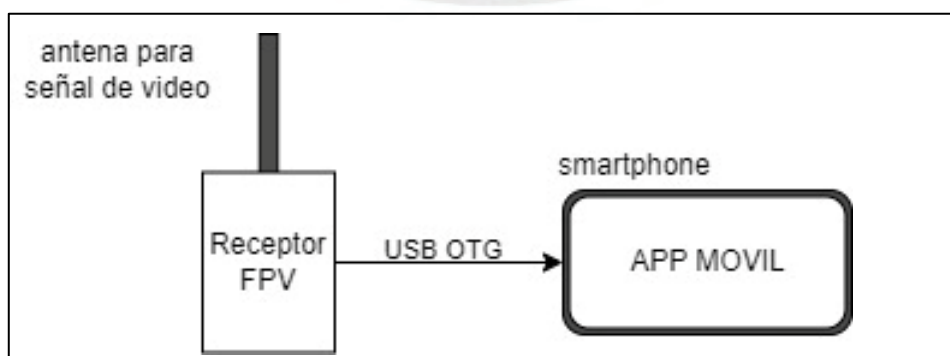 antena para
señal de video
smartphone
Receptor
FPV
USB OTG
APP MOVIL